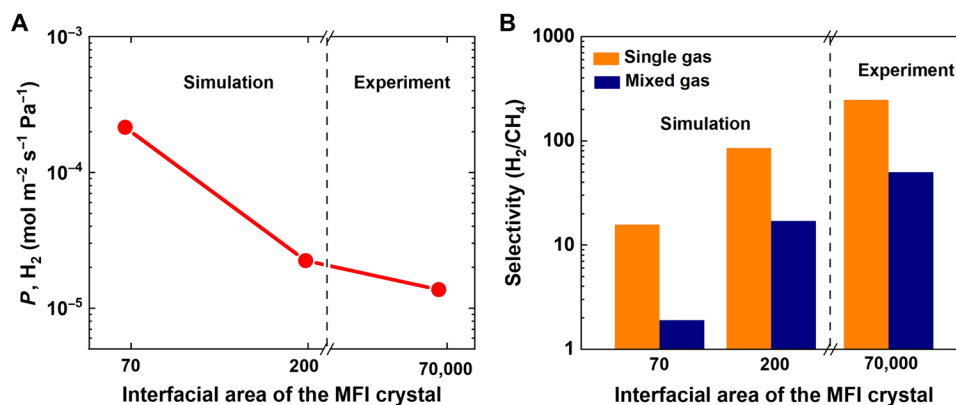 A
P, H₂ (mol m⁻² s⁻¹ Pa⁻¹)
10⁻³
10⁻⁴
10⁻⁵
Simulation
Experiment
70
200
70,000
Interfacial area of the MFI crystal
B
Selectivity (H₂/CH₄)
1000
100
10
1
Single gas
Mixed gas
Simulation
Experiment
70
200
70,000
Interfacial area of the MFI crystal